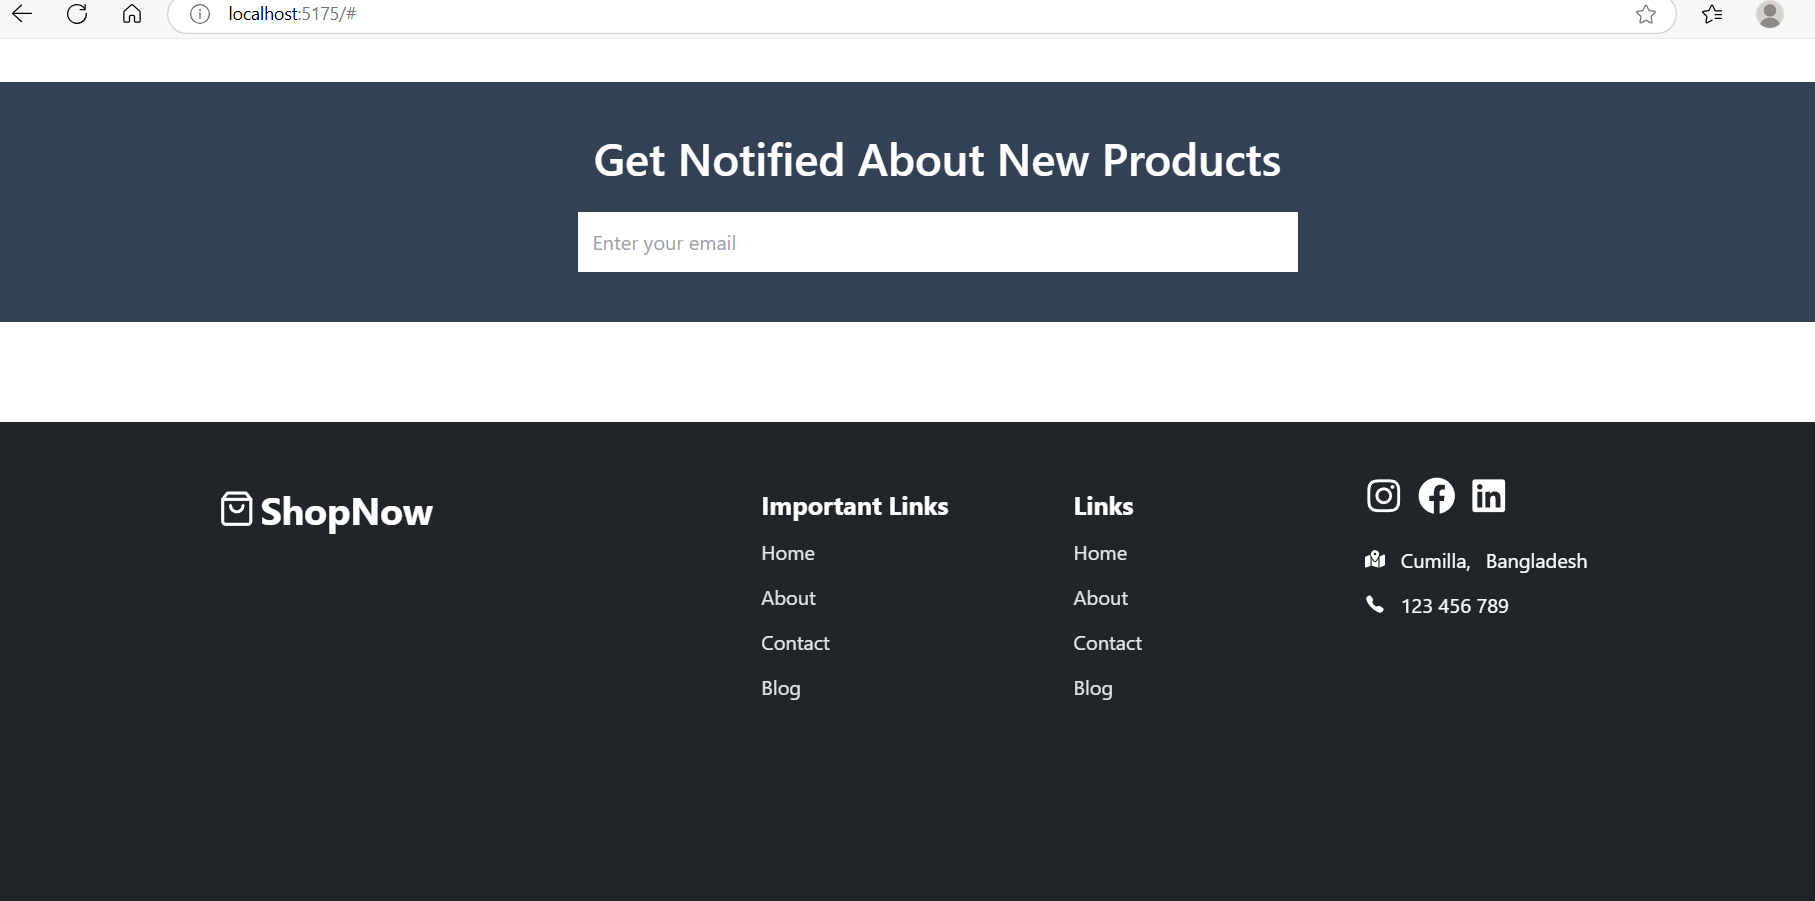 localhost:5175/#
Get Notified About New Products
Enter your email
ShopNow
Important Links
Home
About
Contact
Blog
Links
Home
About
Contact
Blog
Cumilla, Bangladesh
123 456 789